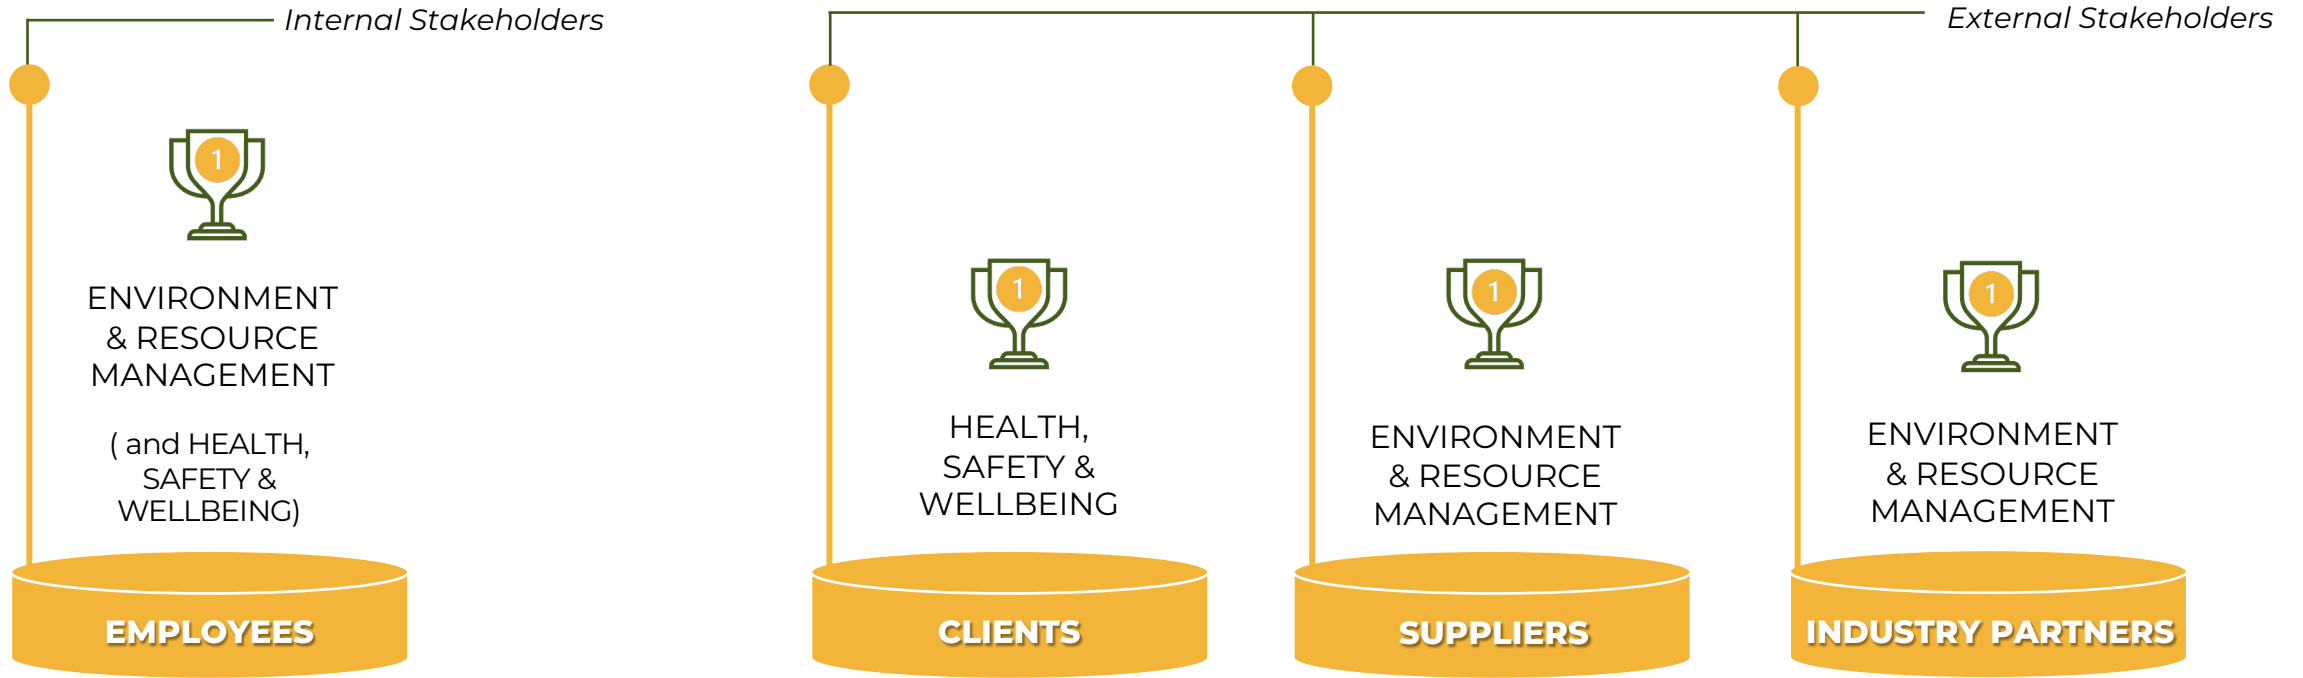 Internal Stakeholders
External Stakeholders
1
ENVIRONMENT
& RESOURCE
MANAGEMENT
( and HEALTH,
SAFETY &
WELLBEING)
EMPLOYEES
1
HEALTH,
SAFETY &
WELLBEING
CLIENTS
1
ENVIRONMENT
& RESOURCE
MANAGEMENT
SUPPLIERS
1
ENVIRONMENT
& RESOURCE
MANAGEMENT
INDUSTRY PARTNERS